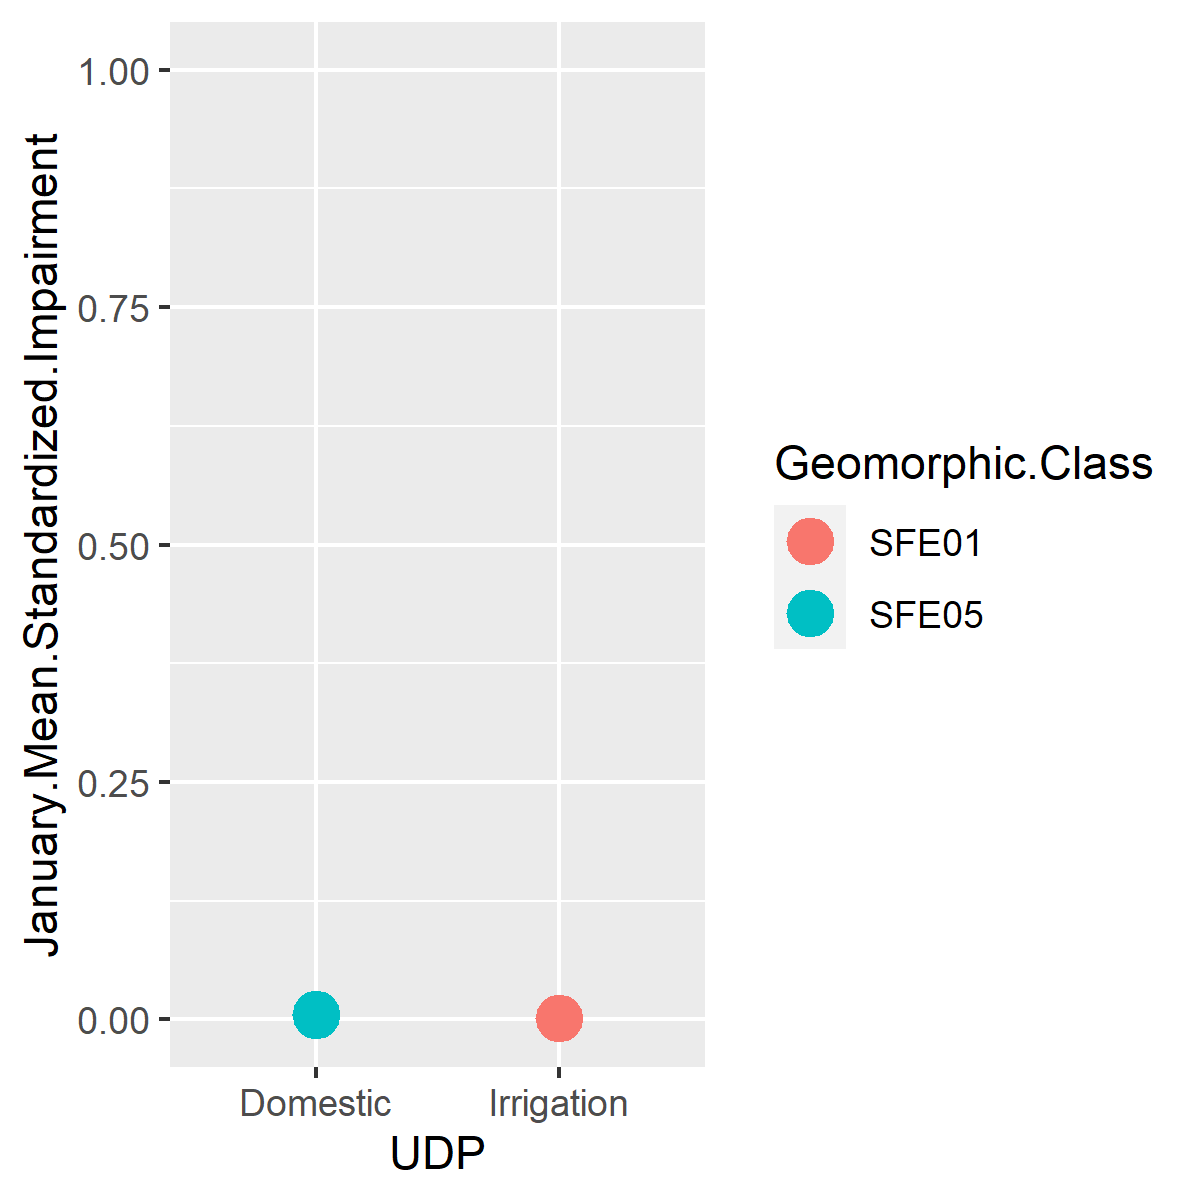 January.Mean.Standardized.Impairment
1.00
0.75
0.50
0.25
0.00
Domestic
Irrigation
UDP
Geomorphic.Class
SFE01
SFE05